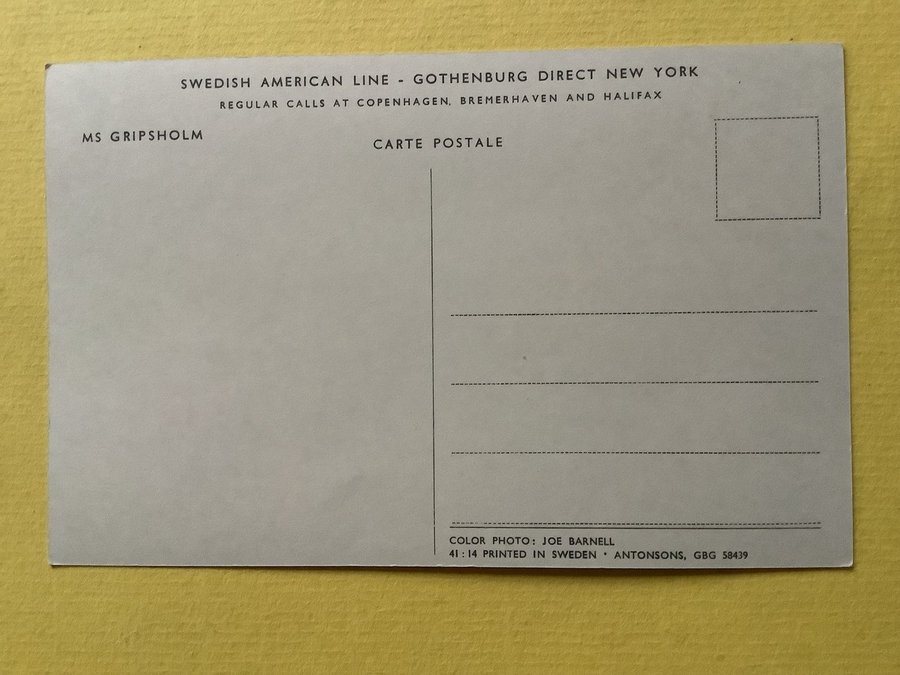 SWEDISH AMERICAN LINE - GOTHENBURG DIRECT NEW YORK
REGULAR CALLS AT COPENHAGEN, BREMERHAVEN AND HALIFAX
MS GRIPSHOLM
CARTE POSTALE
COLOR PHOTO: JOE BARNELL
41:14 PRINTED IN SWEDEN • ANTONSONS, GBG 58439